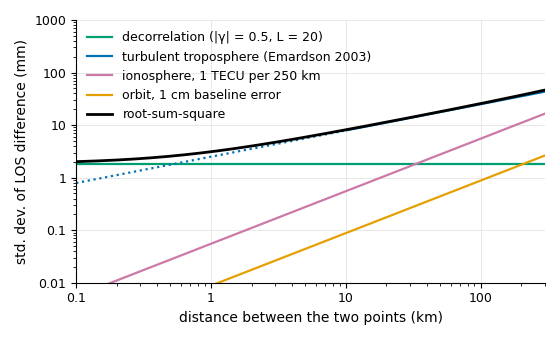 std. dev. of LOS difference (mm)
1000
100
10
1
0.1
0.01
decorrelation (|γ| = 0.5, L = 20)
turbulent troposphere (Emardson 2003)
ionosphere, 1 TECU per 250 km
orbit, 1 cm baseline error
root-sum-square
0.1 1 10 100
distance between the two points (km)